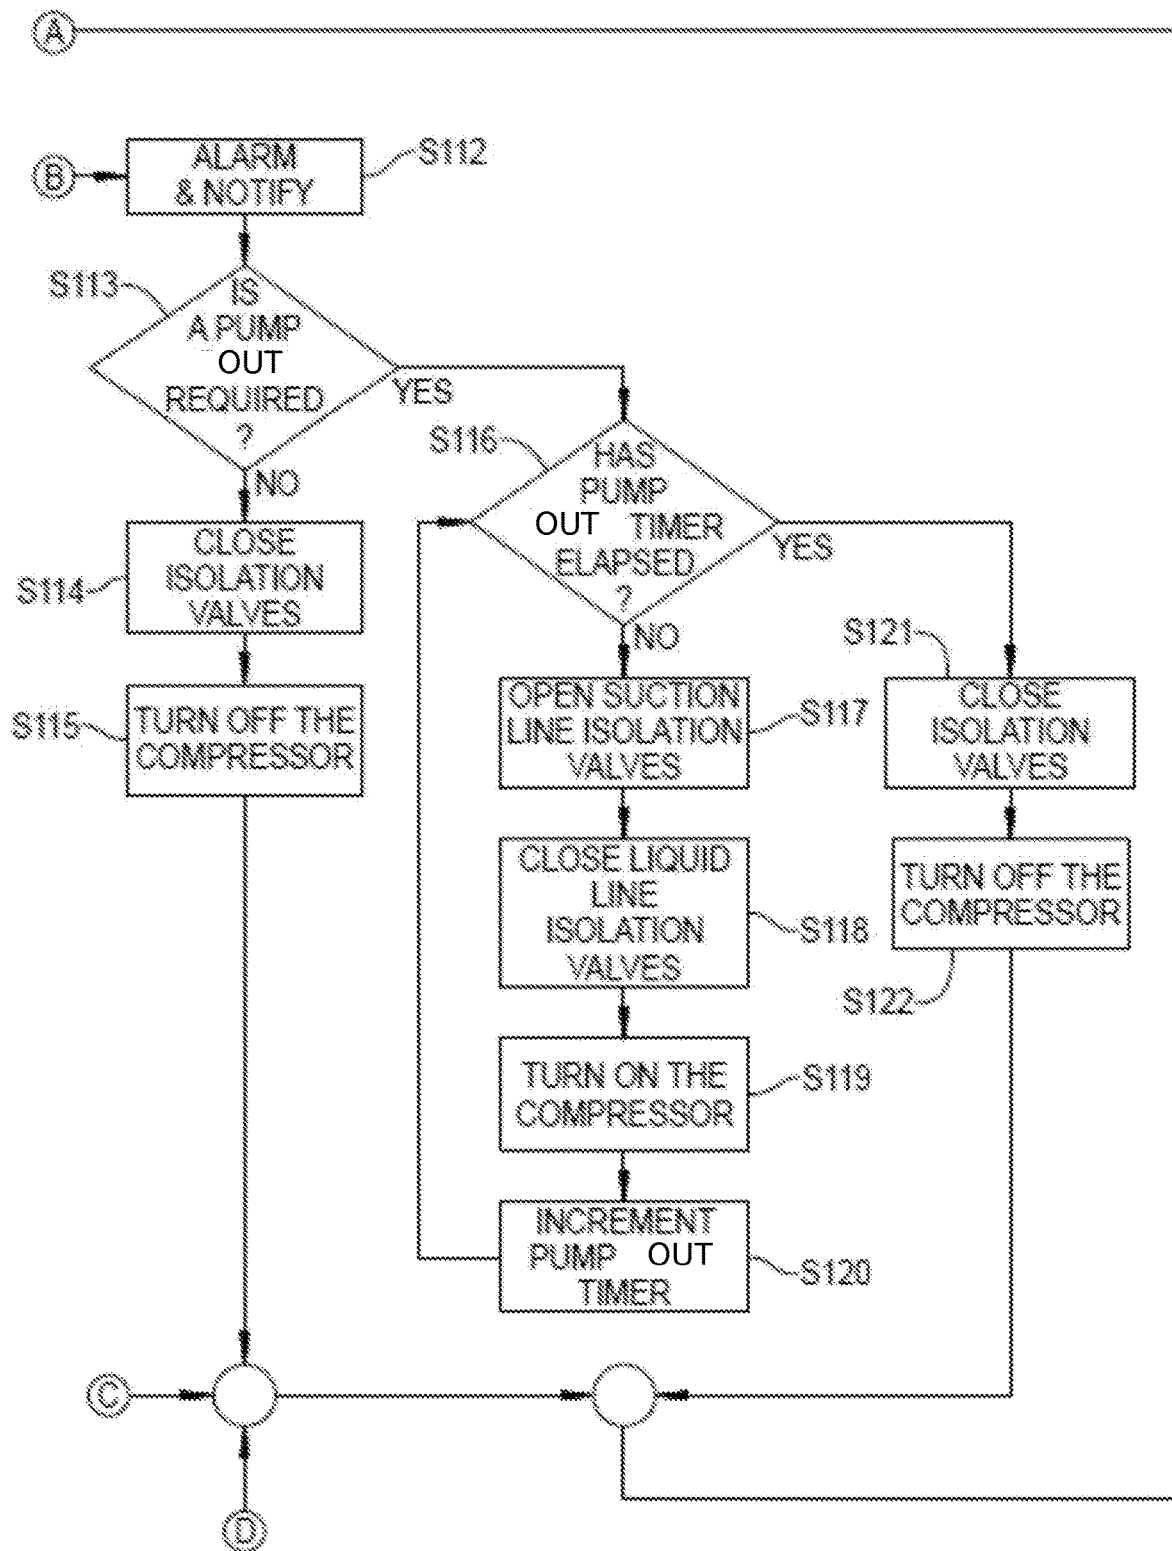 A
B
ALARM
& NOTIFY
S112
S113
IS
A PUMP
OUT
REQUIRED
?
YES
NO
S114
CLOSE
ISOLATION
VALVES
S115
TURN OFF THE
COMPRESSOR
S116
HAS
PUMP
OUT TIMER
ELAPSED
?
YES
NO
OPEN SUCTION
LINE ISOLATION
VALVES
S117
CLOSE LIQUID
LINE
ISOLATION
VALVES
S118
TURN ON THE
COMPRESSOR
S119
INCREMENT
PUMP OUT
TIMER
S120
S121
CLOSE
ISOLATION
VALVES
TURN OFF THE
COMPRESSOR
S122
C
D